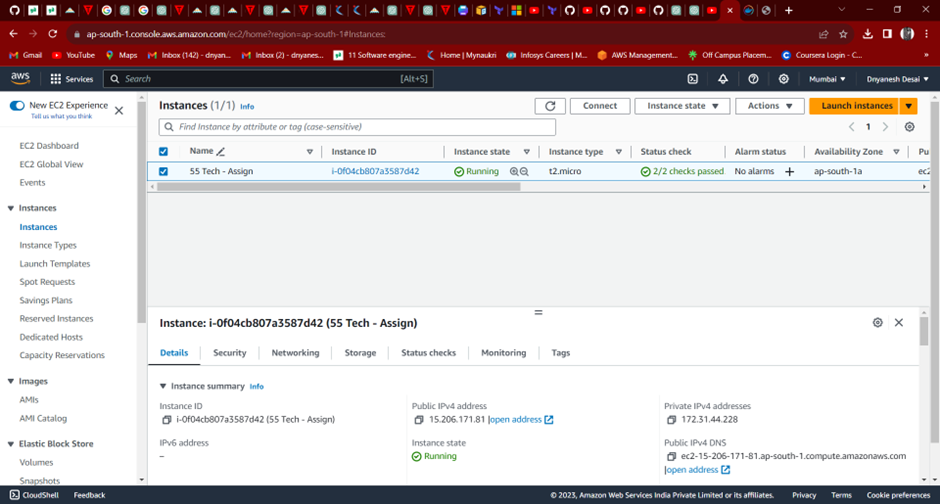 ap-south-1.console.aws.amazon.com/ec2/home?region=ap-south-1#Instances:
Gmail YouTube Maps Inbox (142) - dnyan... Inbox (2) - dnyanes... 11 Software engine... Home | Mynaukri Infosys Careers | M... AWS Management... Off Campus Placem... Coursera Login - C...
aws Services Search [Alt+S] Mumbai Dnyanesh Desai
New EC2 Experience
Tell us what you think
EC2 Dashboard
EC2 Global View
Events
Instances
Instances
Instance Types
Launch Templates
Spot Requests
Savings Plans
Reserved Instances
Dedicated Hosts
Capacity Reservations
Images
AMIs
AMI Catalog
Elastic Block Store
Volumes
Snapshots
Instances (1/1) Info Connect Instance state Actions Launch instances
Find Instance by attribute or tag (case-sensitive) 1
Name Instance ID Instance state Instance type Status check Alarm status Availability Zone Pu
55 Tech - Assign i-0f04cb807a3587d42 Running t2.micro 2/2 checks passed No alarms + ap-south-1a ec2
Instance: i-0f04cb807a3587d42 (55 Tech - Assign)
Details Security Networking Storage Status checks Monitoring Tags
Instance summary Info
Instance ID Public IPv4 address Private IPv4 addresses
i-0f04cb807a3587d42 (55 Tech - Assign) 15.206.171.81 |open address 172.31.44.228
IPv6 address Instance state Public IPv4 DNS
– Running ec2-15-206-171-81.ap-south-1.compute.amazonaws.com
|open address
CloudShell Feedback © 2023, Amazon Web Services India Private Limited or its affiliates. Privacy Terms Cookie preferences